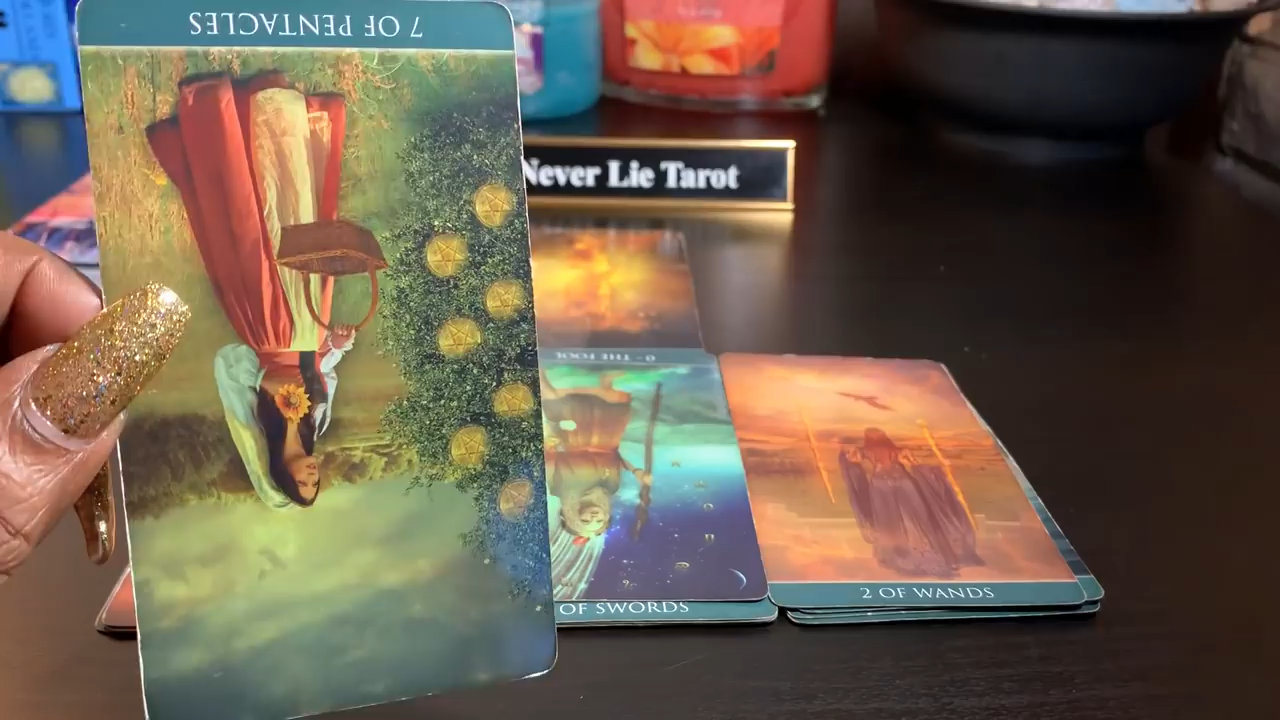 7 OF PENTACLES
Never Lie Tarot
0 - THE FOOL
OF SWORDS
2 OF WANDS